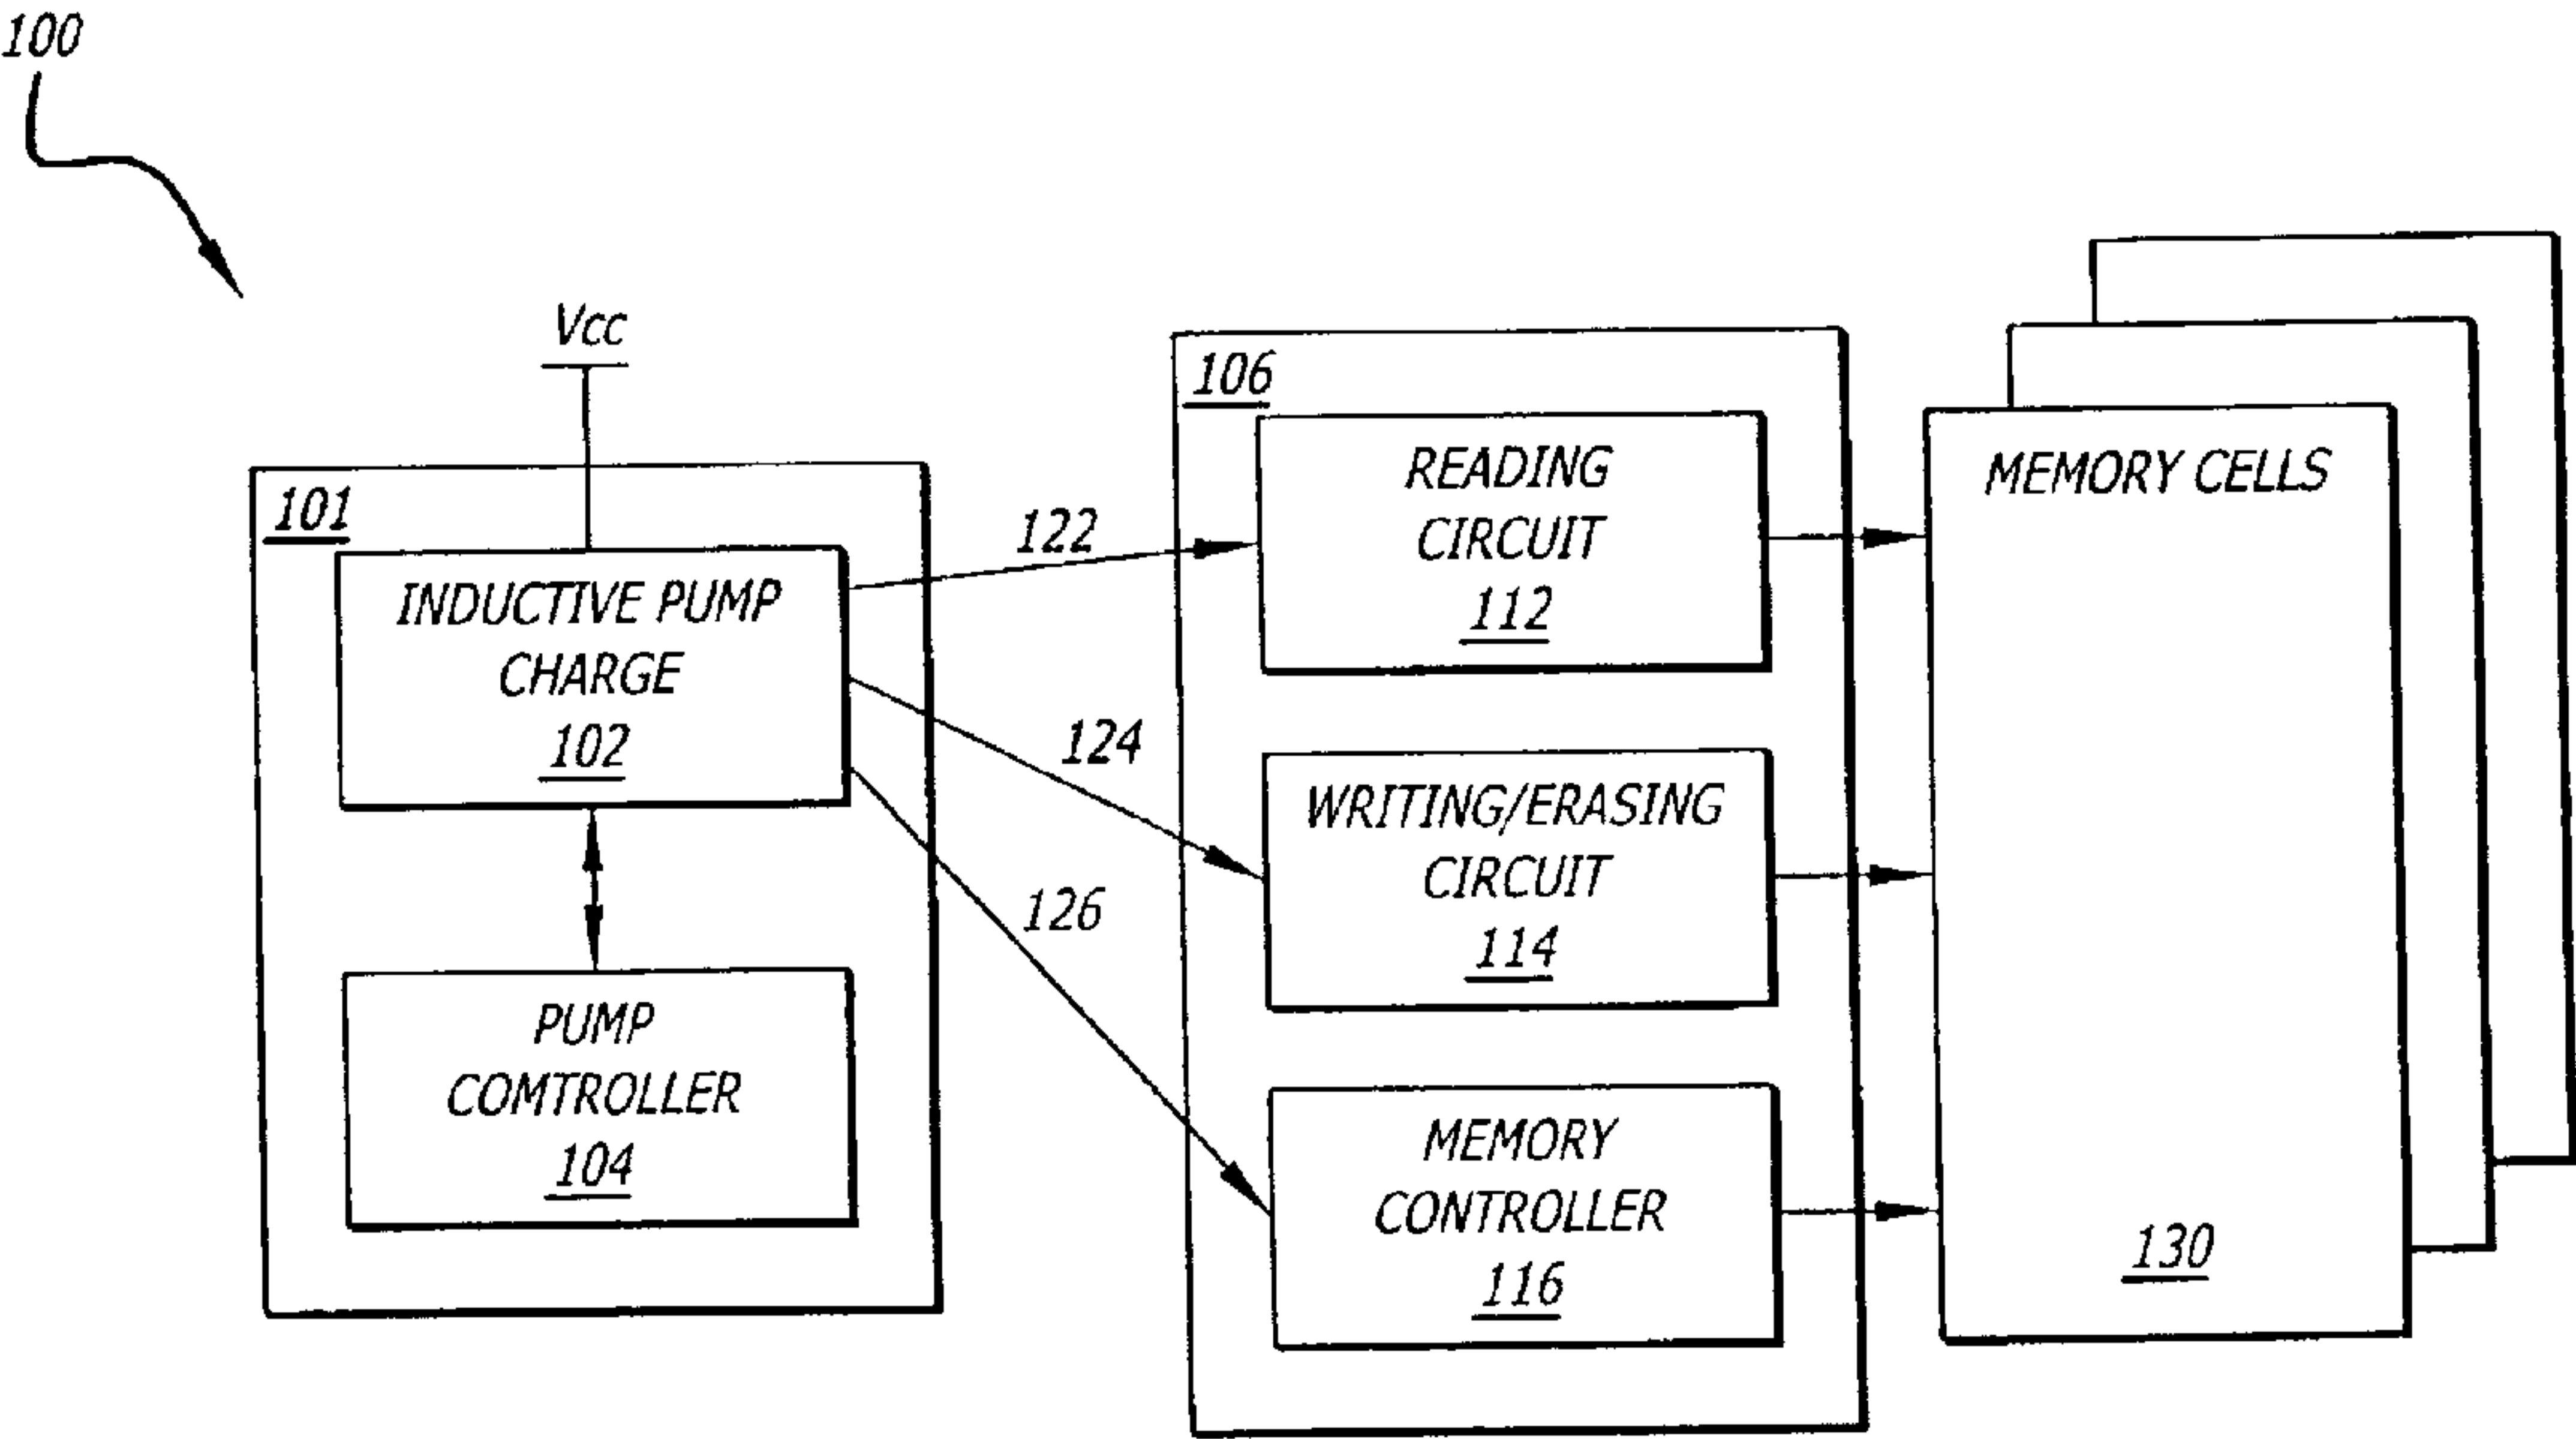 100
Vcc
101
INDUCTIVE PUMP
CHARGE
102
PUMP
COMTROLLER
104
122
124
126
106
READING
CIRCUIT
112
WRITING/ERASING
CIRCUIT
114
MEMORY
CONTROLLER
116
MEMORY CELLS
130